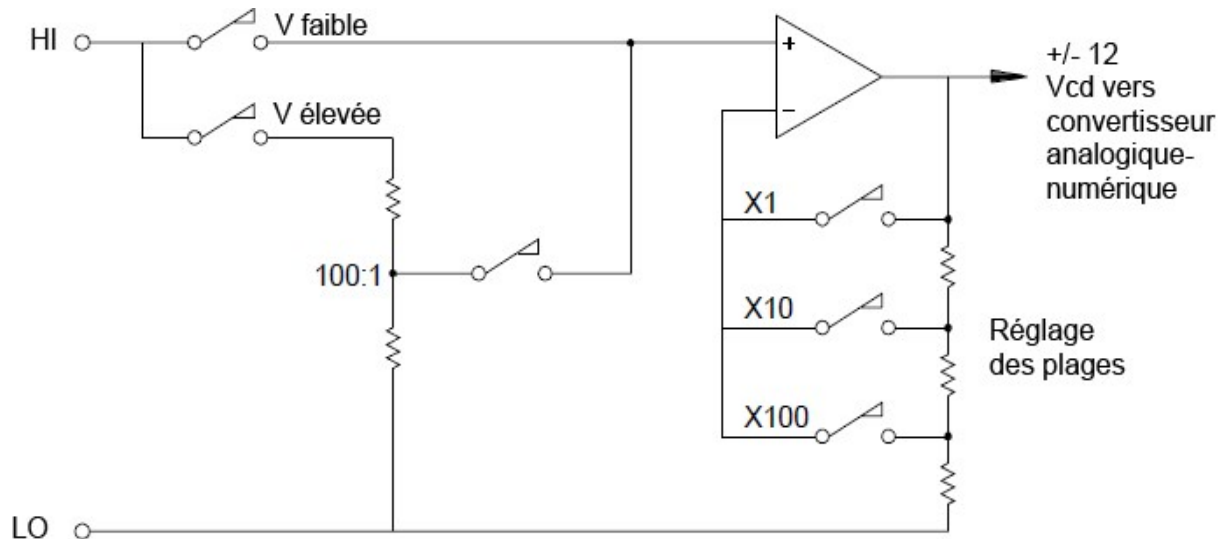 HI
V faible
V élevée
100:1
+
−
+/- 12
Vcd vers
convertisseur
analogique-
numérique
X1
X10
X100
Réglage
des plages
LO